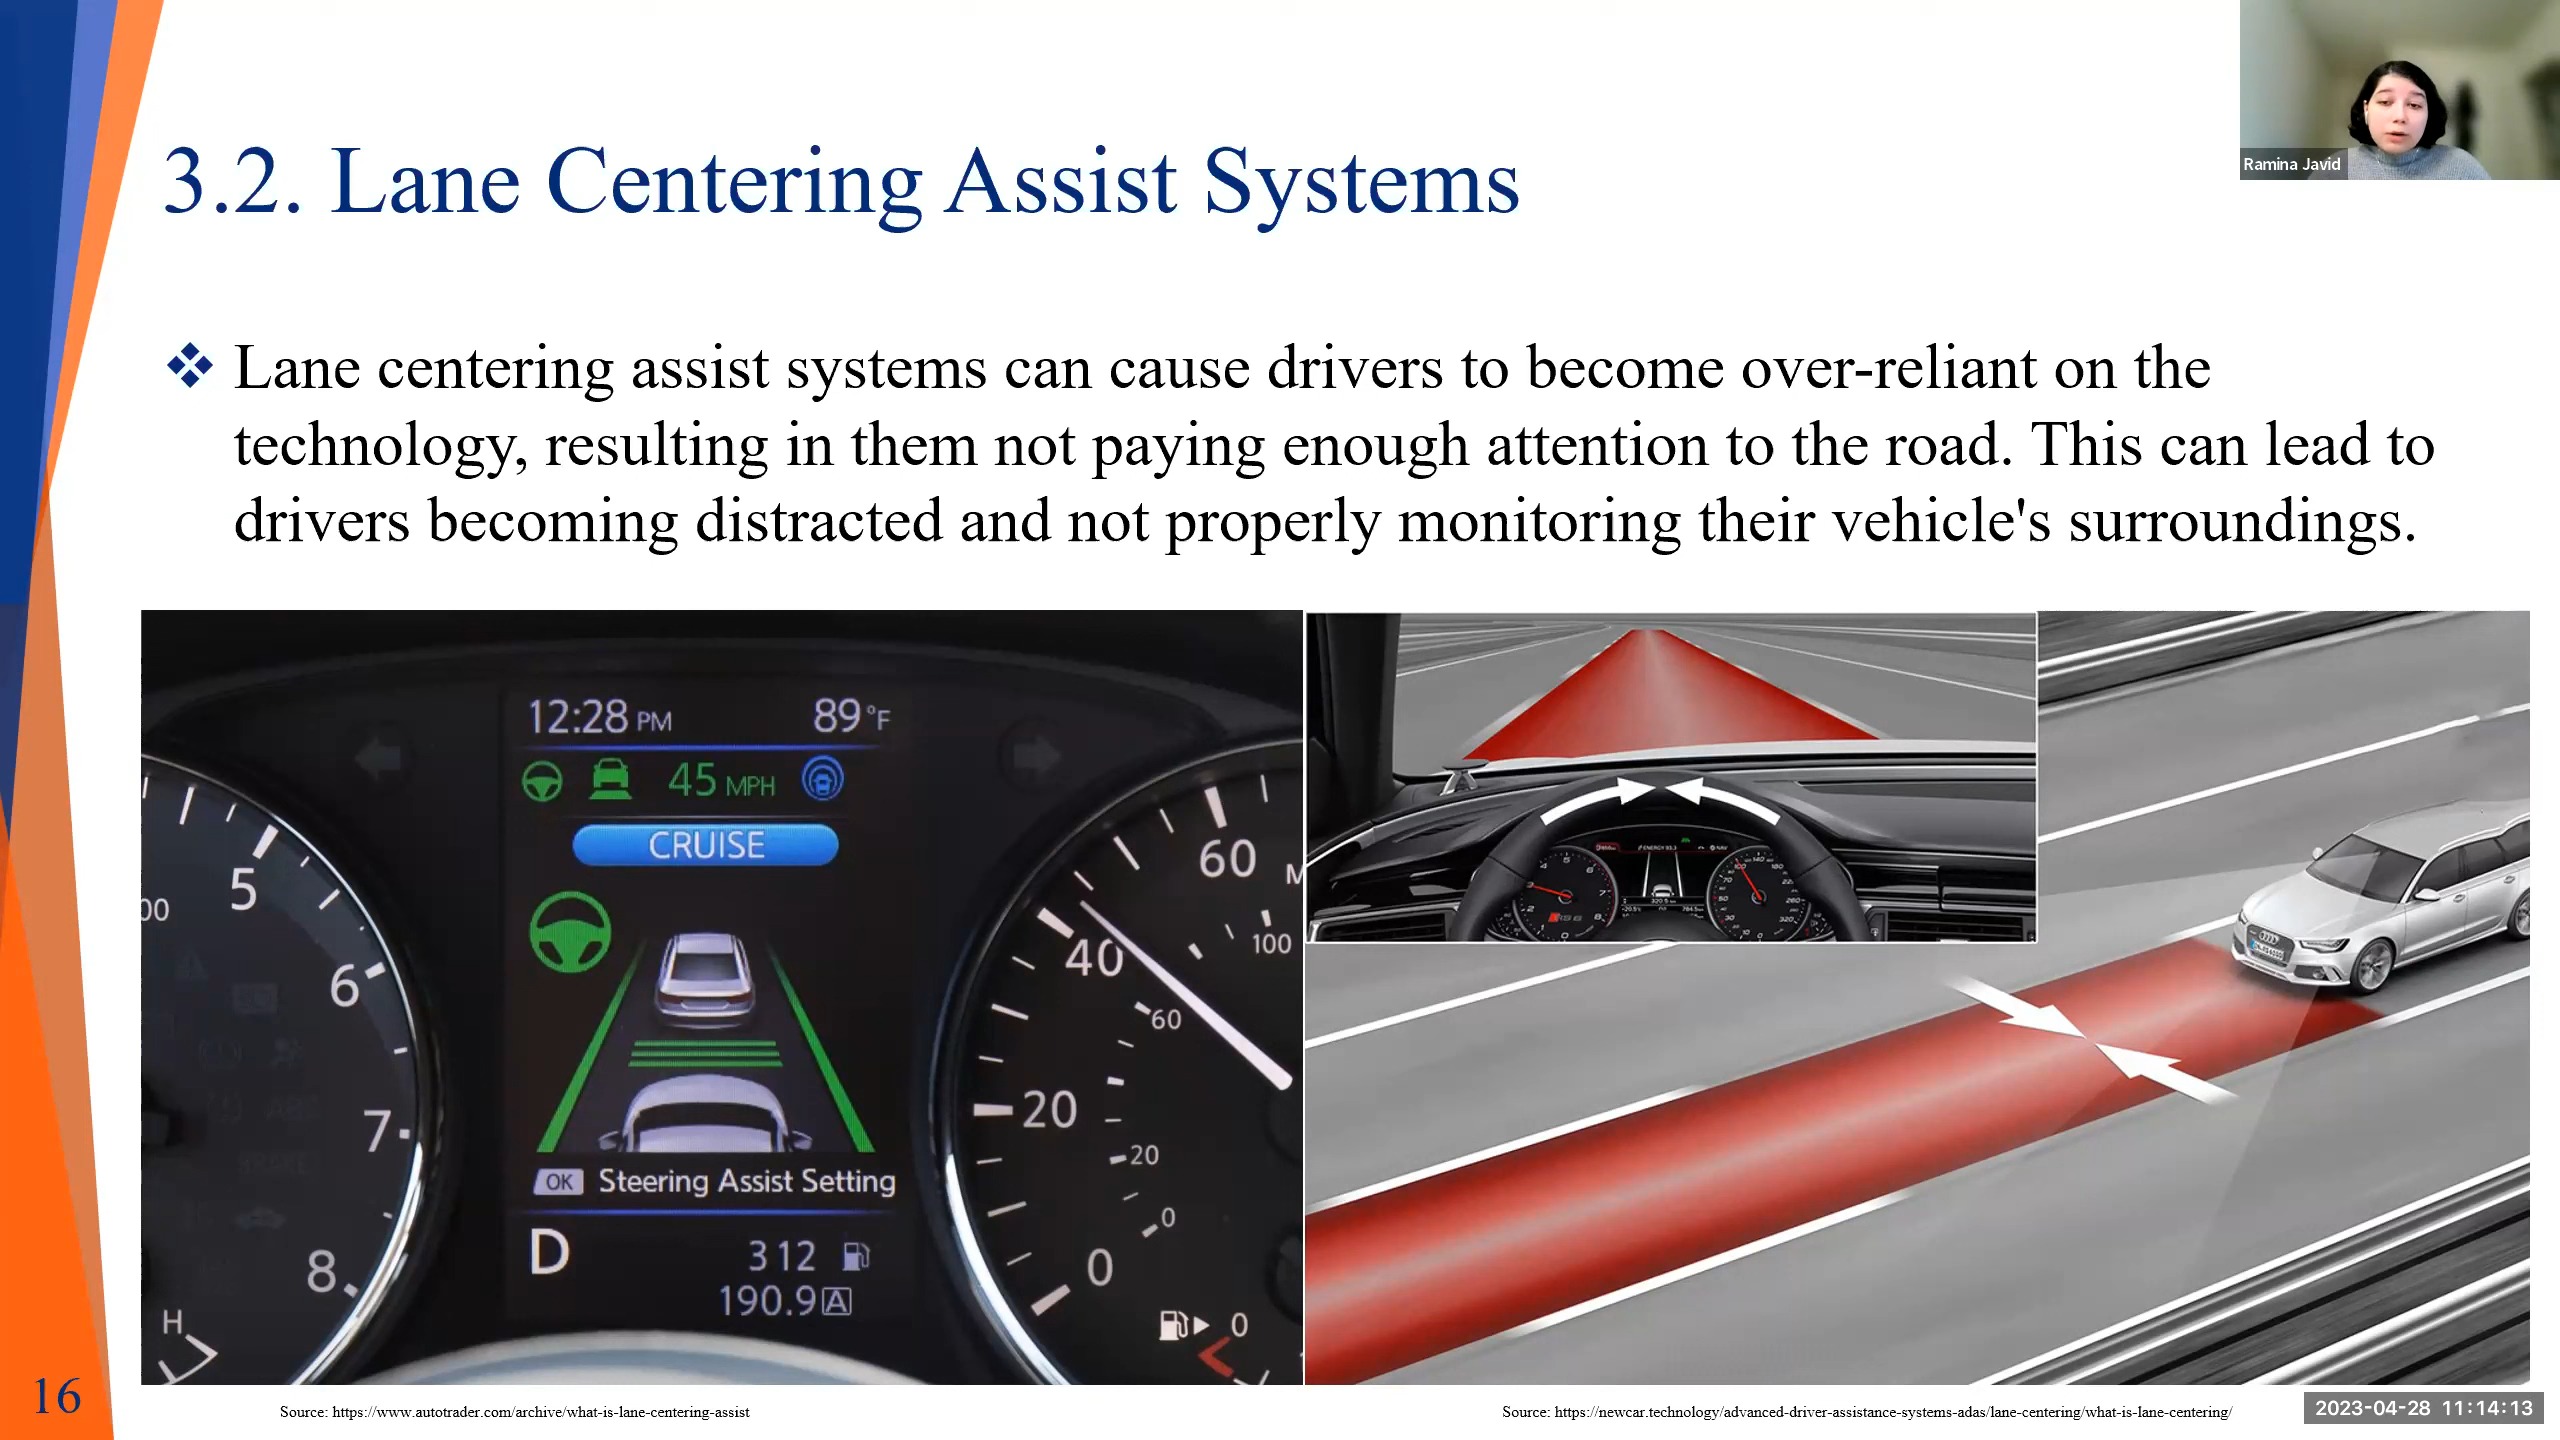 Ramina Javid
3.2. Lane Centering Assist Systems
❖ Lane centering assist systems can cause drivers to become over-reliant on the
technology, resulting in them not paying enough attention to the road. This can lead to
drivers becoming distracted and not properly monitoring their vehicle's surroundings.
12:28 PM 89°F
45 MPH
CRUISE
OK Steering Assist Setting
D 312
190.9 A
00
5
6
7
8
H
60
M
40
100
60
20
20
0
0
0
16
Source: https://www.autotrader.com/archive/what-is-lane-centering-assist
Source: https://newcar.technology/advanced-driver-assistance-systems-adas/lane-centering/what-is-lane-centering/
2023-04-28 11:14:13